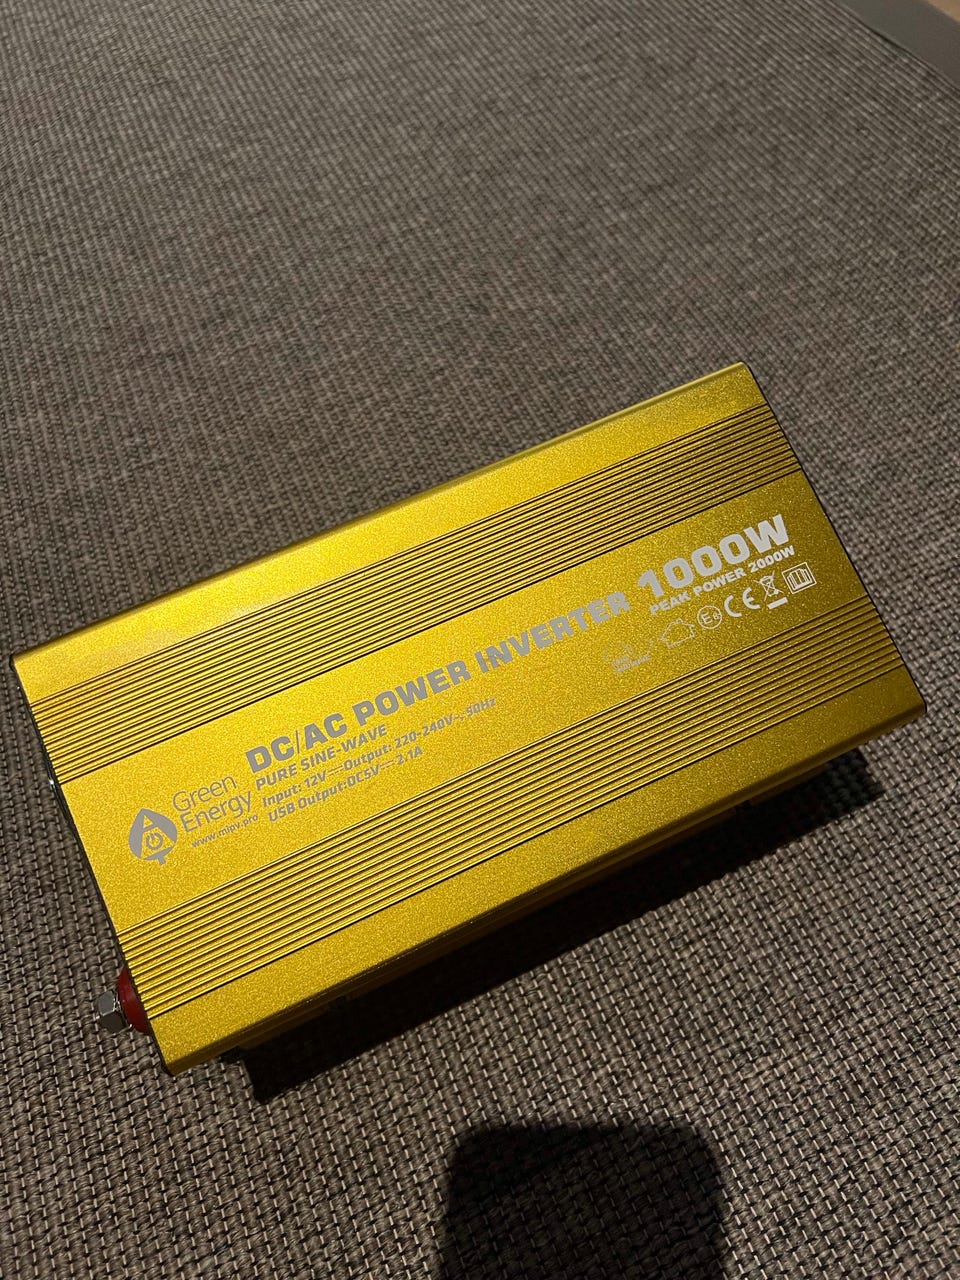 DC/AC POWER INVERTER 1000W
PEAK POWER 2000W
PURE SINE-WAVE
Input: 12V⎓Output: 220-240V~, 50Hz
USB Output:DC5V⎓ 2.1A
Green
Energy
www.mipv.pro
CE